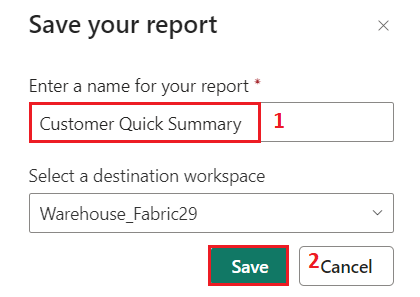 Save your report ×
Enter a name for your report *
Customer Quick Summary 1
Select a destination workspace
Warehouse_Fabric29
Save 2 Cancel